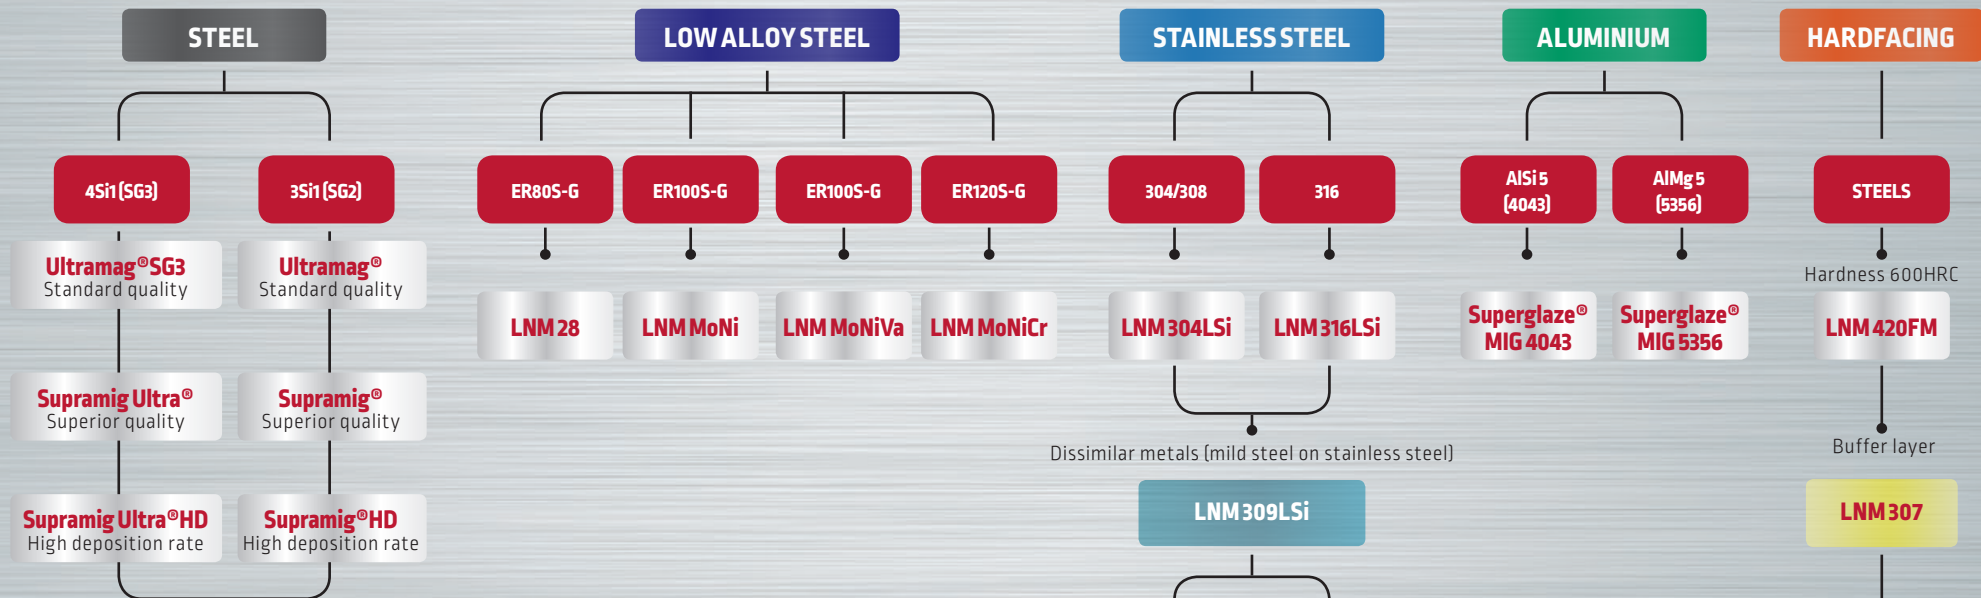 STEEL
LOW ALLOY STEEL
STAINLESS STEEL
ALUMINIUM
HARDFACING
4Si1 (SG3)
3Si1 (SG2)
ER80S-G
ER100S-G
ER100S-G
ER120S-G
304/308
316
AlSi 5
(4043)
AlMg 5
(5356)
STEELS
Ultramag® SG3
Standard quality
Ultramag®
Standard quality
Hardness 600HRC
LNM 28
LNM MoNi
LNM MoNiVa
LNM MoNiCr
LNM 304LSi
LNM 316LSi
Superglaze®
MIG 4043
Superglaze®
MIG 5356
LNM 420FM
Supramig Ultra®
Superior quality
Supramig®
Superior quality
Dissimilar metals (mild steel on stainless steel)
Buffer layer
Supramig Ultra® HD
High deposition rate
Supramig® HD
High deposition rate
LNM 309LSi
LNM 307